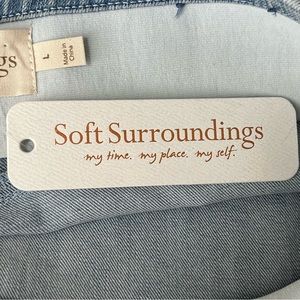 gs
L
Made in
China
Soft Surroundings
my time. my place. my self.